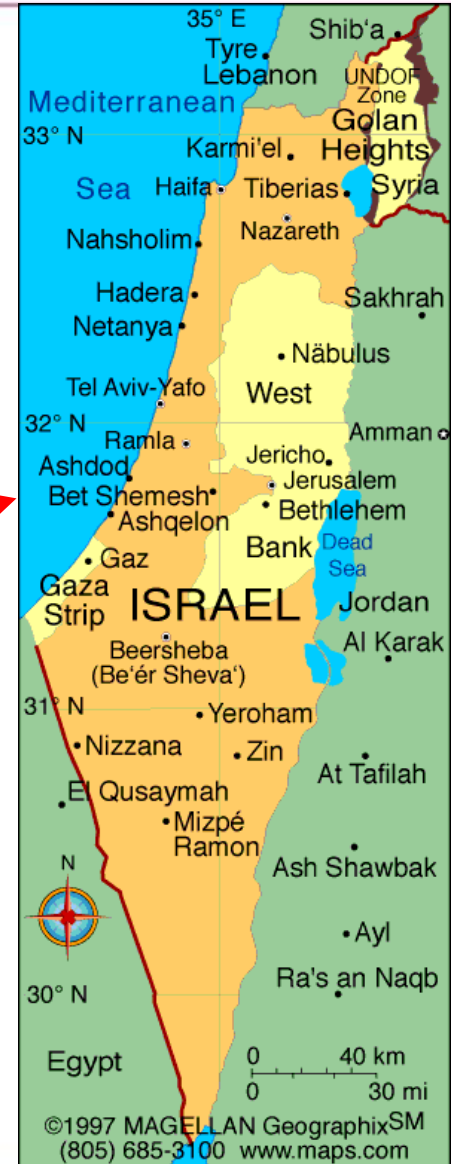 35° E
Shib‘a
Tyre
Lebanon
UNDOF
Zone
Mediterranean
Sea
33° N
Golan
Heights
Karmi'el
Haifa
Tiberias
Syria
Nazareth
Nahsholim
Hadera
Sakhrah
Netanya
Näbulus
Tel Aviv-Yafo
West
Bank
32° N
Amman
Ramla
Jericho
Ashdod
Jerusalem
Bet Shemesh
Bethlehem
Ashqelon
Dead
Sea
Gaz
Gaza
Strip
ISRAEL
Jordan
Beersheba
(Be‘ér Sheva‘)
Al Karak
31° N
Yeroham
Nizzana
Zin
At Tafilah
El Qusaymah
Mizpé
Ramon
Ash Shawbak
N
Ayl
Ra's an Naqb
30° N
Egypt
0 40 km
0 30 mi
©1997 MAGELLAN GeographixSM
(805) 685-3100 www.maps.com